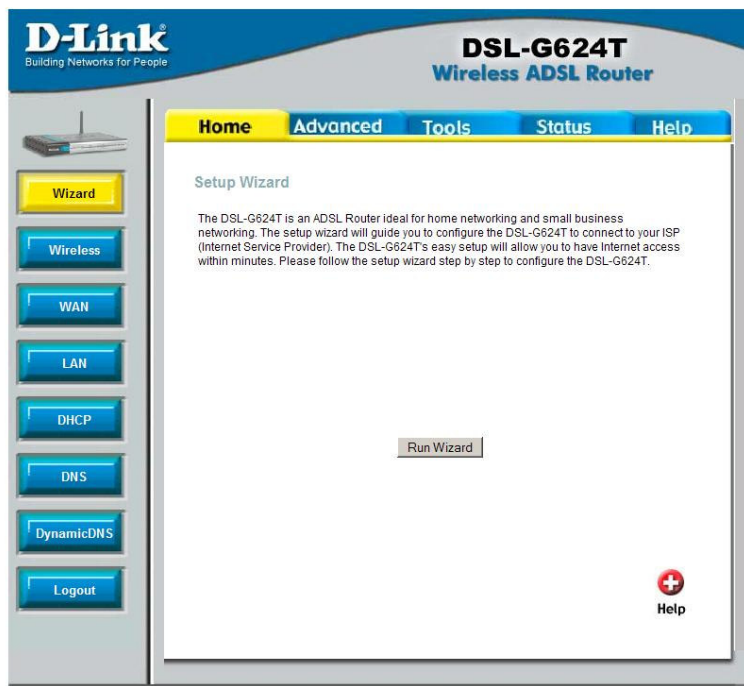 D-Link
Building Networks for People
DSL-G624T
Wireless ADSL Router
Home Advanced Tools Status Help
Wizard
Wireless
WAN
LAN
DHCP
DNS
DynamicDNS
Logout
Setup Wizard
The DSL-G624T is an ADSL Router ideal for home networking and small business
networking. The setup wizard will guide you to configure the DSL-G624T to connect to your ISP
(Internet Service Provider). The DSL-G624T's easy setup will allow you to have Internet access
within minutes. Please follow the setup wizard step by step to configure the DSL-G624T.
Run Wizard
Help